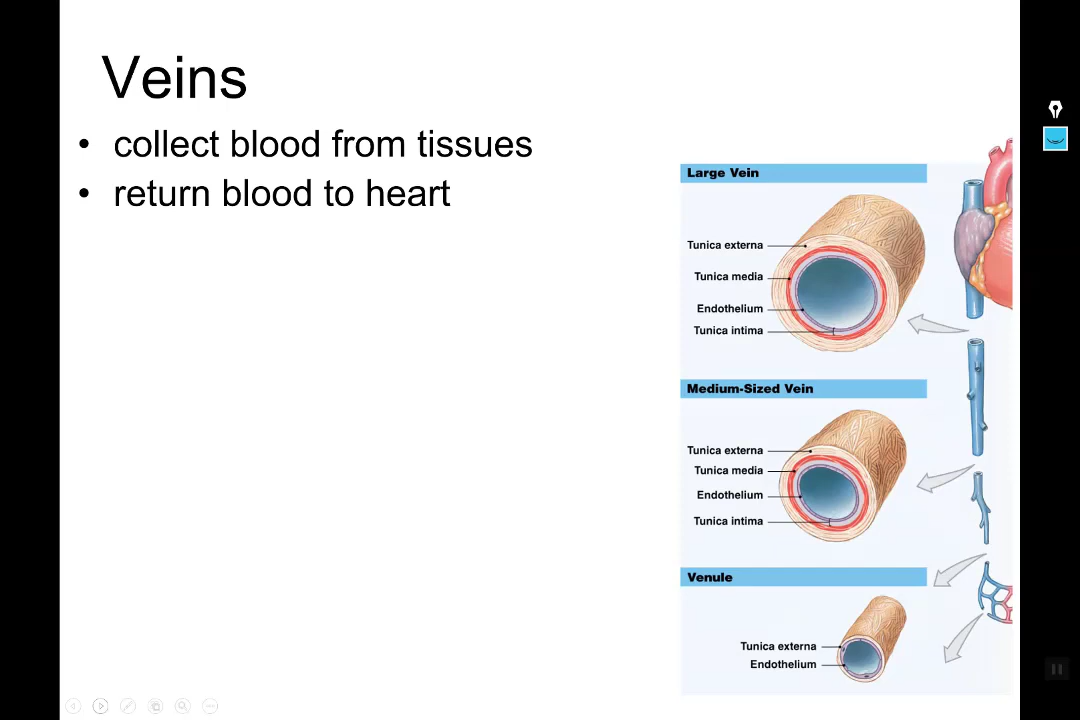 Veins
• collect blood from tissues
• return blood to heart
Large Vein
Tunica externa
Tunica media
Endothelium
Tunica intima
Medium-Sized Vein
Tunica externa
Tunica media
Endothelium
Tunica intima
Venule
Tunica externa
Endothelium